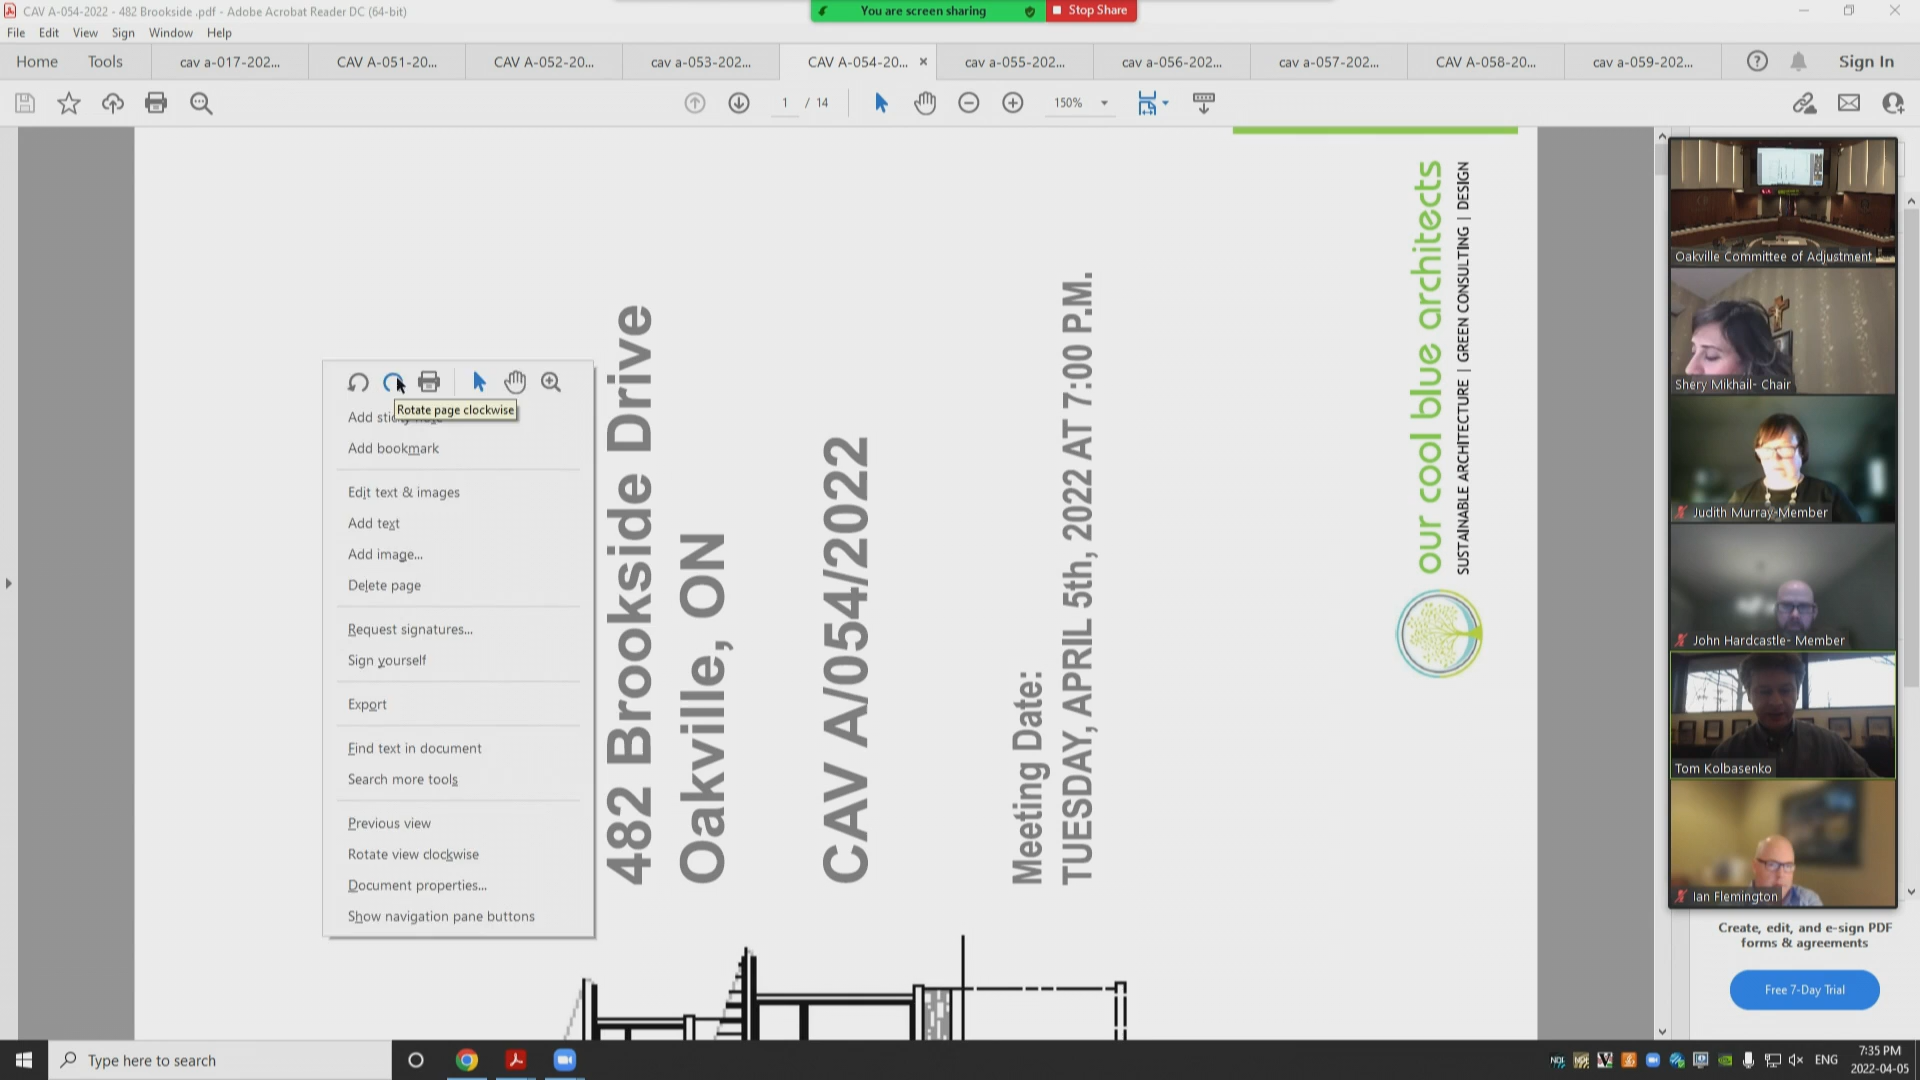 CAV A-054-2022 - 482 Brookside .pdf - Adobe Acrobat Reader DC (64-bit)
You are screen sharing
Stop Share
File Edit View Sign Window Help
Home Tools cav a-017-202... CAV A-051-20... CAV A-052-20... cav a-053-202... CAV A-054-20... × cav a-055-202... cav a-056-202... cav a-057-202... CAV A-058-20... cav a-059-202... Sign In
1 / 14 150%
Rotate page clockwise
Add bookmark
Edit text & images
Add text
Add image...
Delete page
Request signatures...
Sign yourself
Export
Find text in document
Search more tools
Previous view
Rotate view clockwise
Document properties...
Show navigation pane buttons
482 Brookside Drive
Oakville, ON
CAV A/054/2022
Meeting Date:
TUESDAY, APRIL 5th, 2022 AT 7:00 P.M.
our cool blue architects
SUSTAINABLE ARCHITECTURE | GREEN CONSULTING | DESIGN
Oakville Committee of Adjustment
Shery Mikhail- Chair
Judith Murray-Member
John Hardcastle- Member
Tom Kolbasenko
Ian Flemington
Create, edit, and e-sign PDF
forms & agreements
Free 7-Day Trial
Type here to search
ENG
7:35 PM
2022-04-05